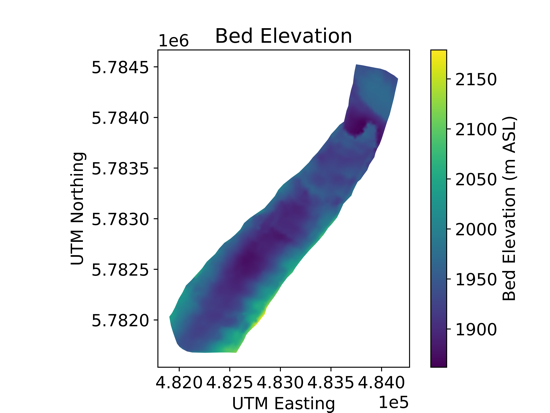 Bed Elevation
1e6
5.7845
5.7840
5.7835
5.7830
5.7825
5.7820
UTM Northing
4.820 4.825 4.830 4.835 4.840
1e5
UTM Easting
2150
2100
2050
2000
1950
1900
Bed Elevation (m ASL)